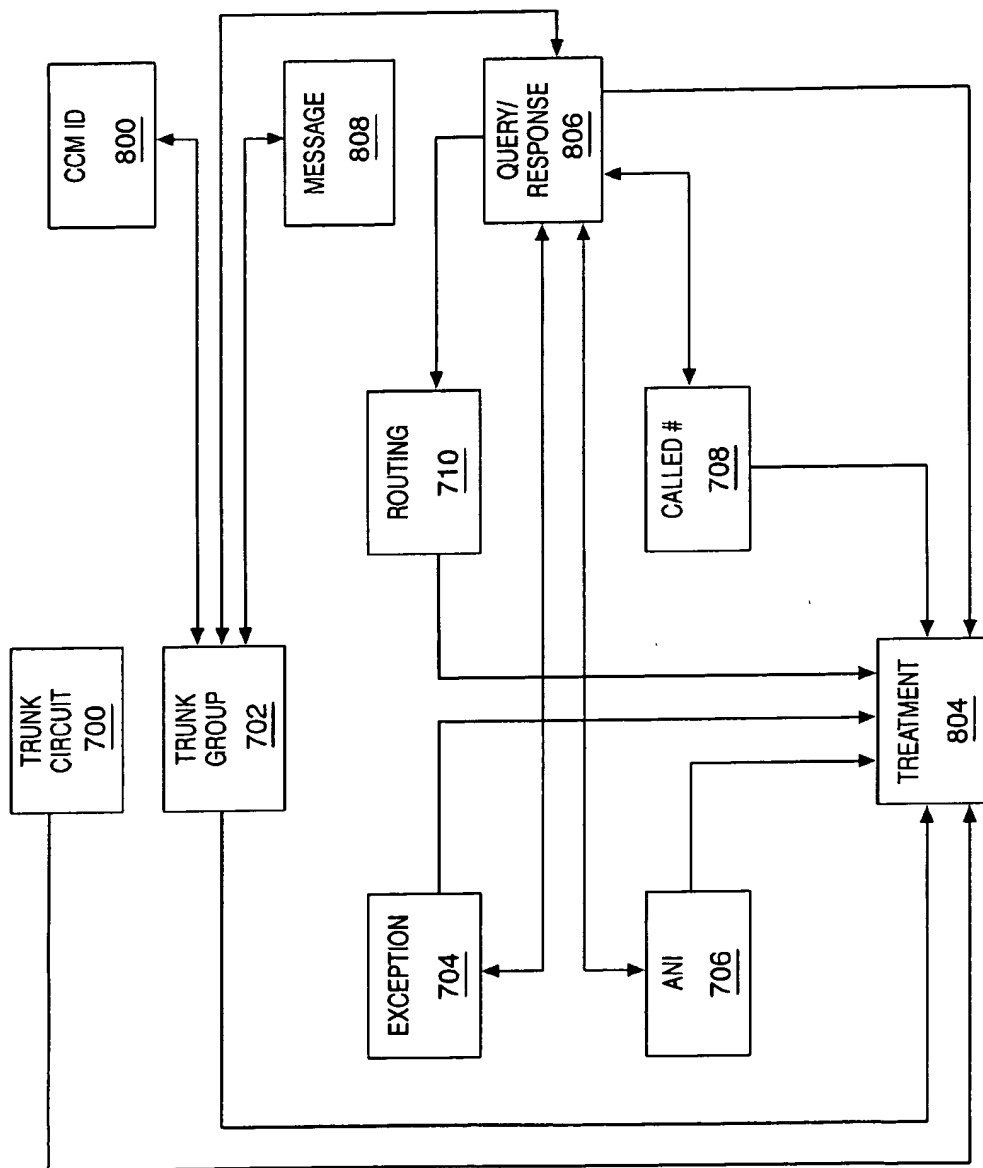 TRUNK
CIRCUIT
700
TRUNK
GROUP
702
CCM ID
800
MESSAGE
808
EXCEPTION
704
ROUTING
710
QUERY/
RESPONSE
806
ANI
706
CALLED #
708
TREATMENT
804